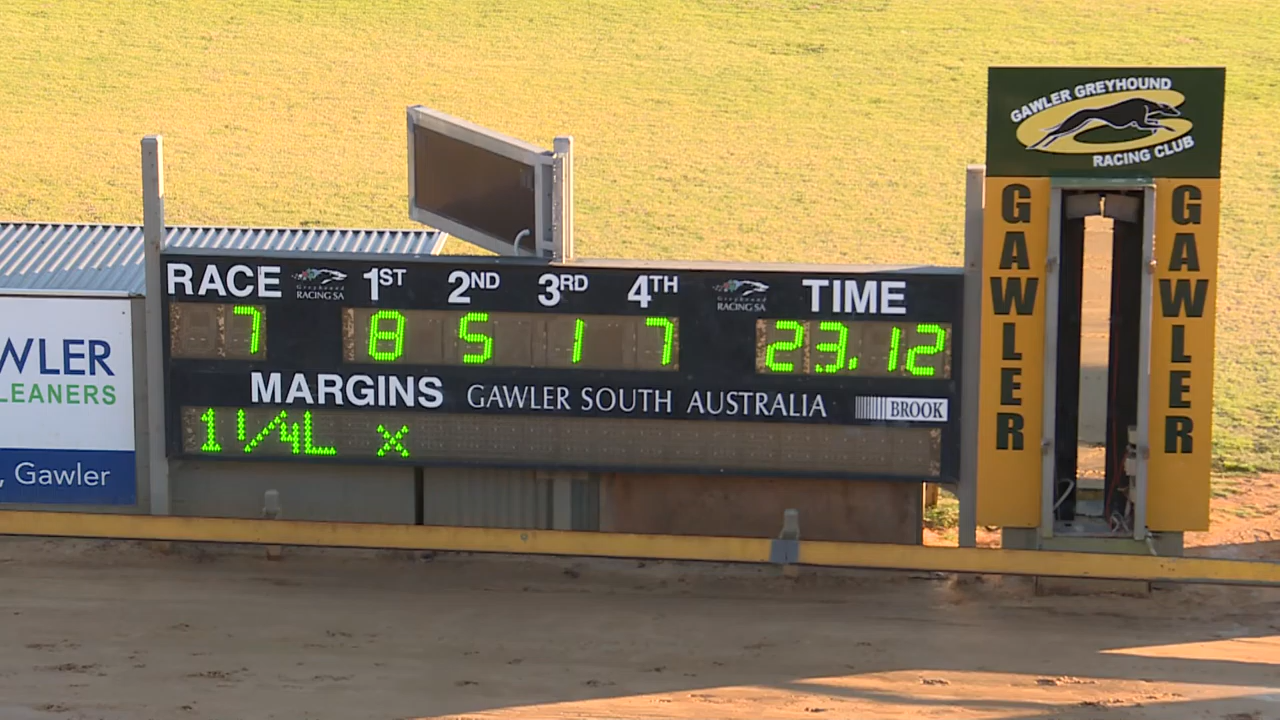 GAWLER GREYHOUND
RACING CLUB
GAWLER
GAWLER
RACE
Greyhound
RACING SA
1ST
2ND
3RD
4TH
Greyhound
RACING SA
TIME
7
8
5
1
7
23.12
MARGINS
GAWLER SOUTH AUSTRALIA
BROOK
1 1/4L x
WLER
LEANERS
, Gawler